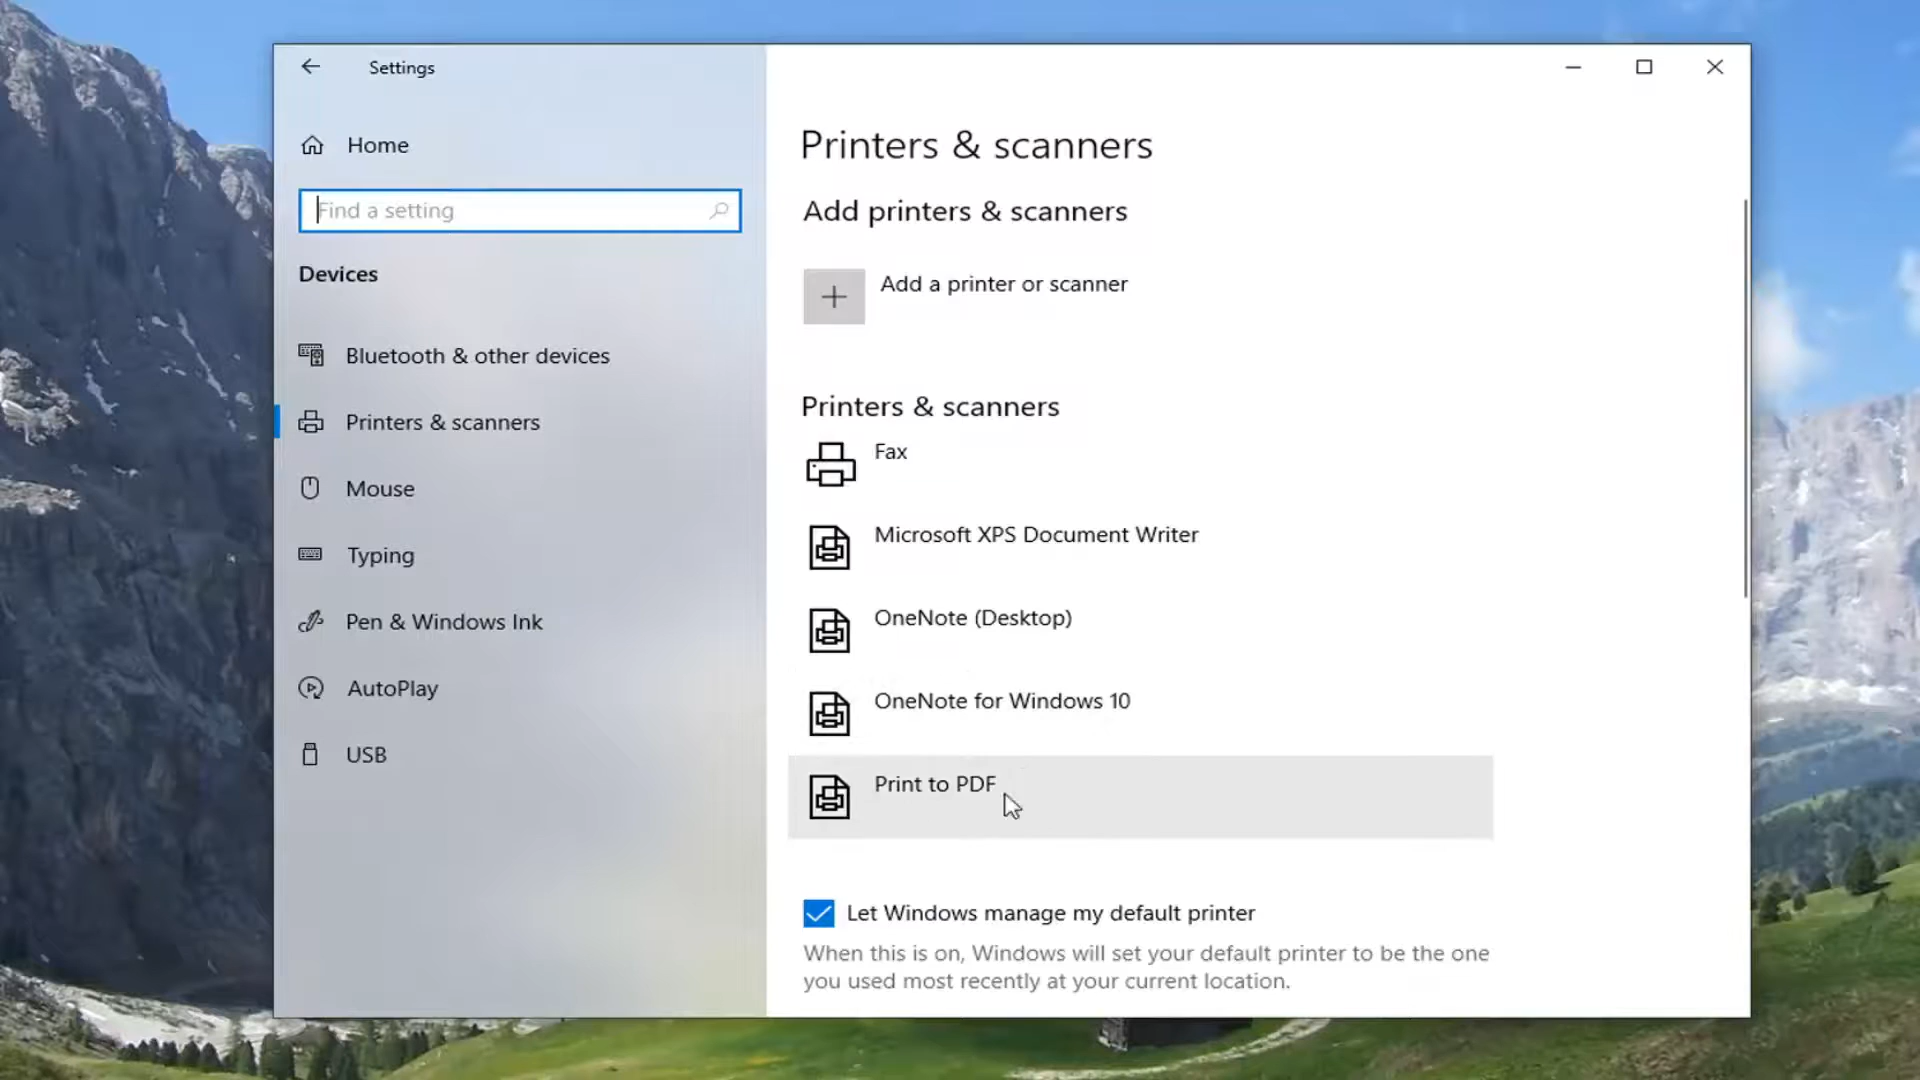 Settings
Home
Find a setting
Devices
Bluetooth & other devices
Printers & scanners
Mouse
Typing
Pen & Windows Ink
AutoPlay
USB
Printers & scanners
Add printers & scanners
Add a printer or scanner
Printers & scanners
Fax
Microsoft XPS Document Writer
OneNote (Desktop)
OneNote for Windows 10
Print to PDF
Let Windows manage my default printer
When this is on, Windows will set your default printer to be the one
you used most recently at your current location.